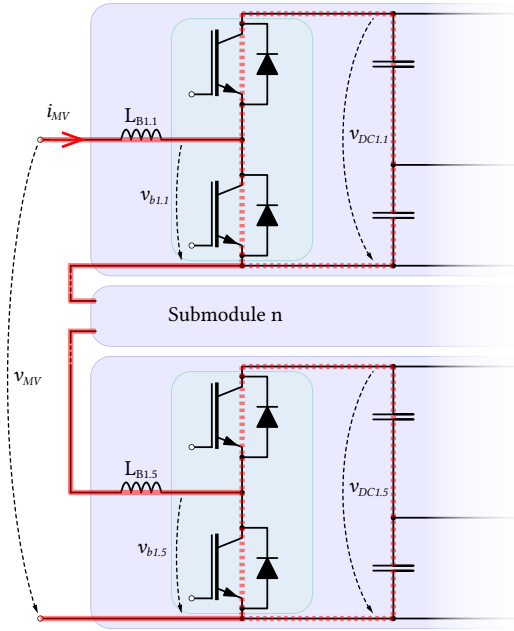 i_MV
L_B1.1
v_b1.1
v_DC1.1
Submodule n
v_MV
L_B1.5
v_b1.5
v_DC1.5